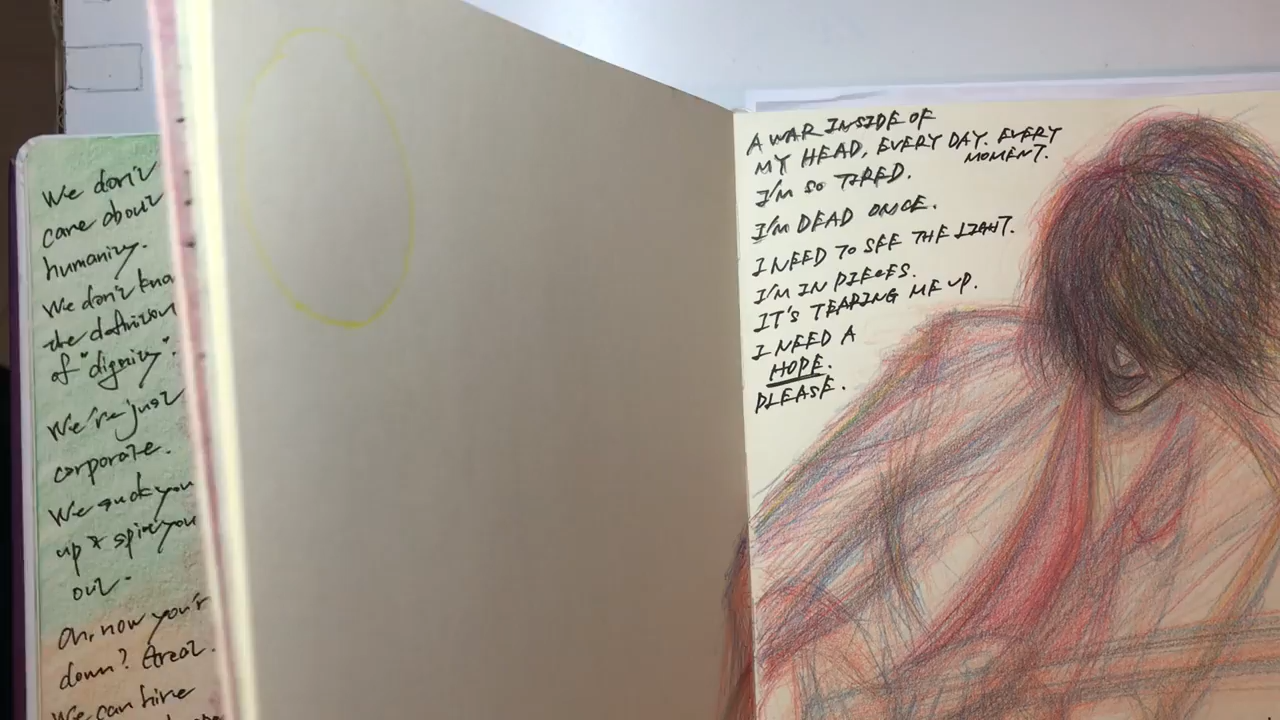 We don't
care about
humanity.
We don't kno
the definition
of "dignity".
We're just
corporate.
We suck you
up & spit you
out.
Oh, now you'r
down? Great.
We can hire
A WAR INSIDE OF
MY HEAD, EVERY DAY. EVERY
MOMENT.
I'M SO TIRED.
I'M DEAD ONCE.
I NEED TO SEE THE LIGHT.
I'M IN PIECES.
IT'S TEARING ME UP.
I NEED A
HOPE.
PLEASE.